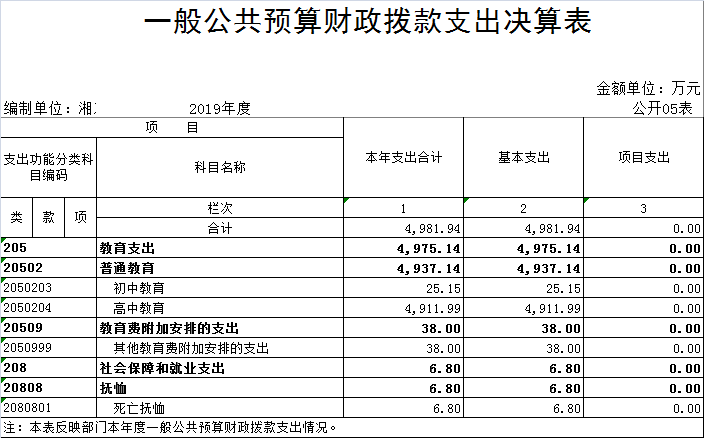 一般公共预算财政拨款支出决算表
金额单位：万元
编制单位：湘 2019年度 公开05表
项 目 本年支出合计 基本支出 项目支出
支出功能分类科目编码 科目名称
类 款 项 栏次 1 2 3
合计 4,981.94 4,981.94 0.00
205 教育支出 4,975.14 4,975.14 0.00
20502 普通教育 4,937.14 4,937.14 0.00
2050203 初中教育 25.15 25.15 0.00
2050204 高中教育 4,911.99 4,911.99 0.00
20509 教育费附加安排的支出 38.00 38.00 0.00
2050999 其他教育费附加安排的支出 38.00 38.00 0.00
208 社会保障和就业支出 6.80 6.80 0.00
20808 抚恤 6.80 6.80 0.00
2080801 死亡抚恤 6.80 6.80 0.00
注：本表反映部门本年度一般公共预算财政拨款支出情况。